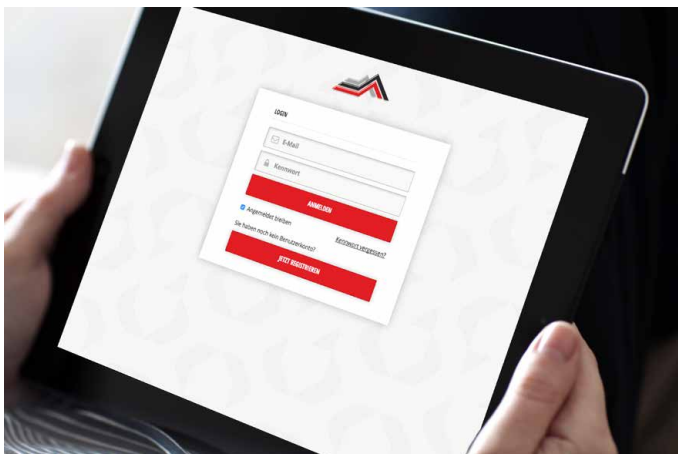 LOGIN
E-Mail
Kennwort
ANMELDEN
Angemeldet bleiben
Kennwort vergessen?
Sie haben noch kein Benutzerkonto?
JETZT REGISTRIEREN